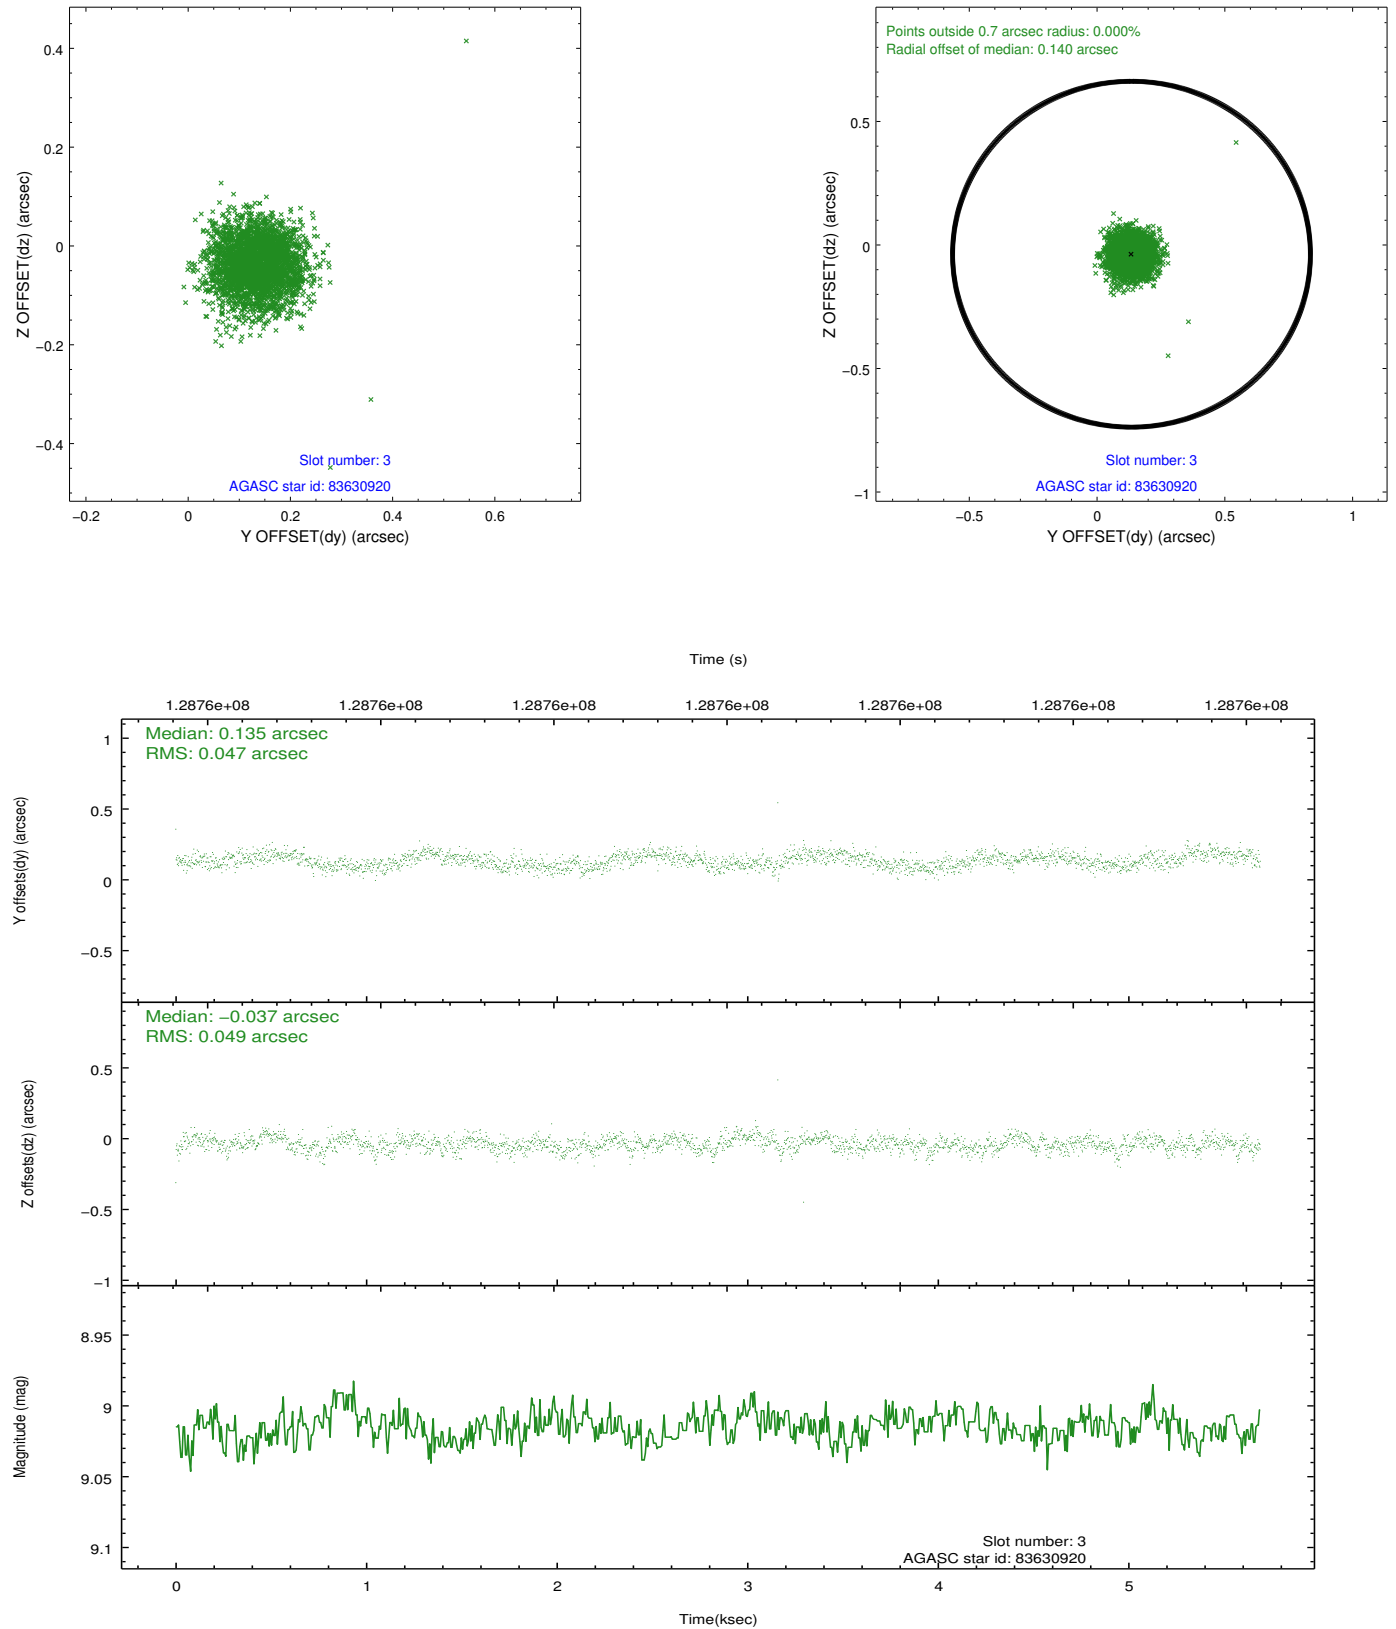 0.4
0.2
0
−0.2
−0.4
Z OFFSET(dz) (arcsec)
Slot number: 3
AGASC star id: 83630920
−0.2 0 0.2 0.4 0.6
Y OFFSET(dy) (arcsec)
Points outside 0.7 arcsec radius: 0.000%
Radial offset of median: 0.140 arcsec
0.5
0
−0.5
−1
Z OFFSET(dz) (arcsec)
Slot number: 3
AGASC star id: 83630920
−0.5 0 0.5 1
Y OFFSET(dy) (arcsec)
Time (s)
1.2876e+08 1.2876e+08 1.2876e+08 1.2876e+08 1.2876e+08 1.2876e+08 1.2876e+08
Median: 0.135 arcsec
RMS: 0.047 arcsec
1
0.5
0
−0.5
Y offsets(dy) (arcsec)
Median: −0.037 arcsec
RMS: 0.049 arcsec
0.5
0
−0.5
−1
Z offsets(dz) (arcsec)
8.95
9
9.05
9.1
Magnitude (mag)
Slot number: 3
AGASC star id: 83630920
0 1 2 3 4 5
Time(ksec)